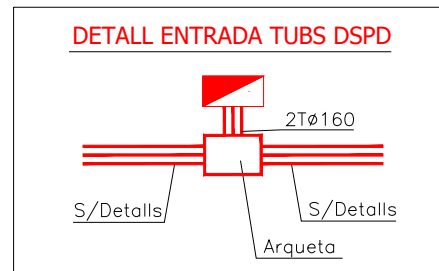 DETALL ENTRADA TUBS DSPD
2Tø160
S/Detalls
S/Detalls
Arqueta